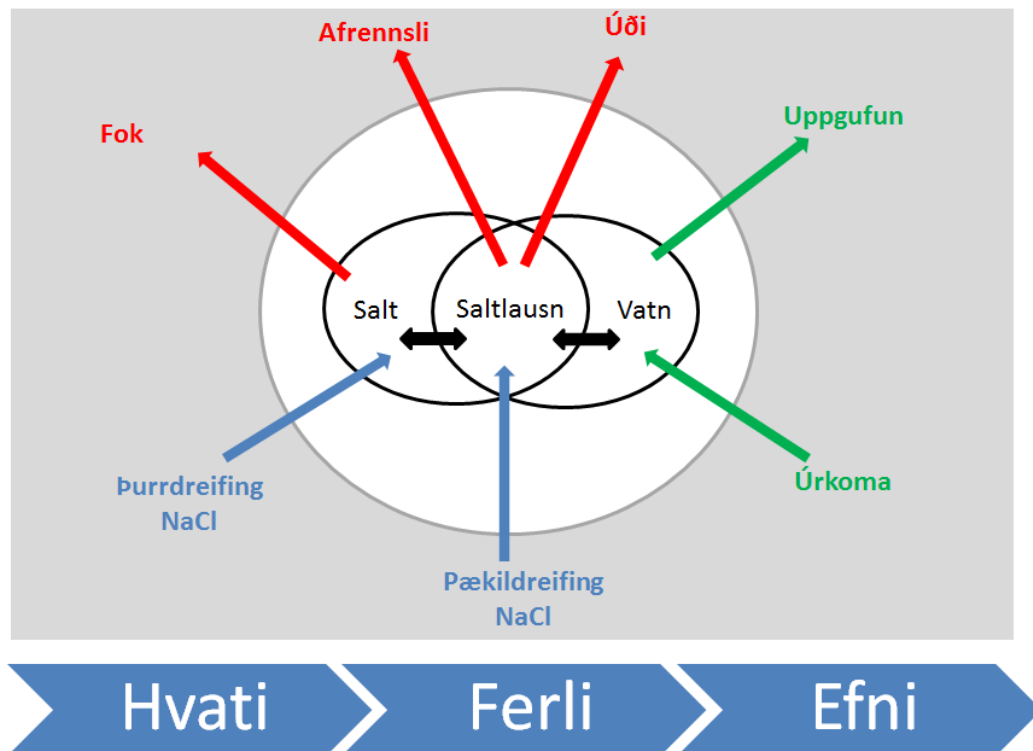 Afrennsli
Úði
Fok
Uppgufun
Salt
Saltlausn
Vatn
Þurrdreifing
NaCl
Úrkoma
Pækildreifing
NaCl
Hvati
Ferli
Efni